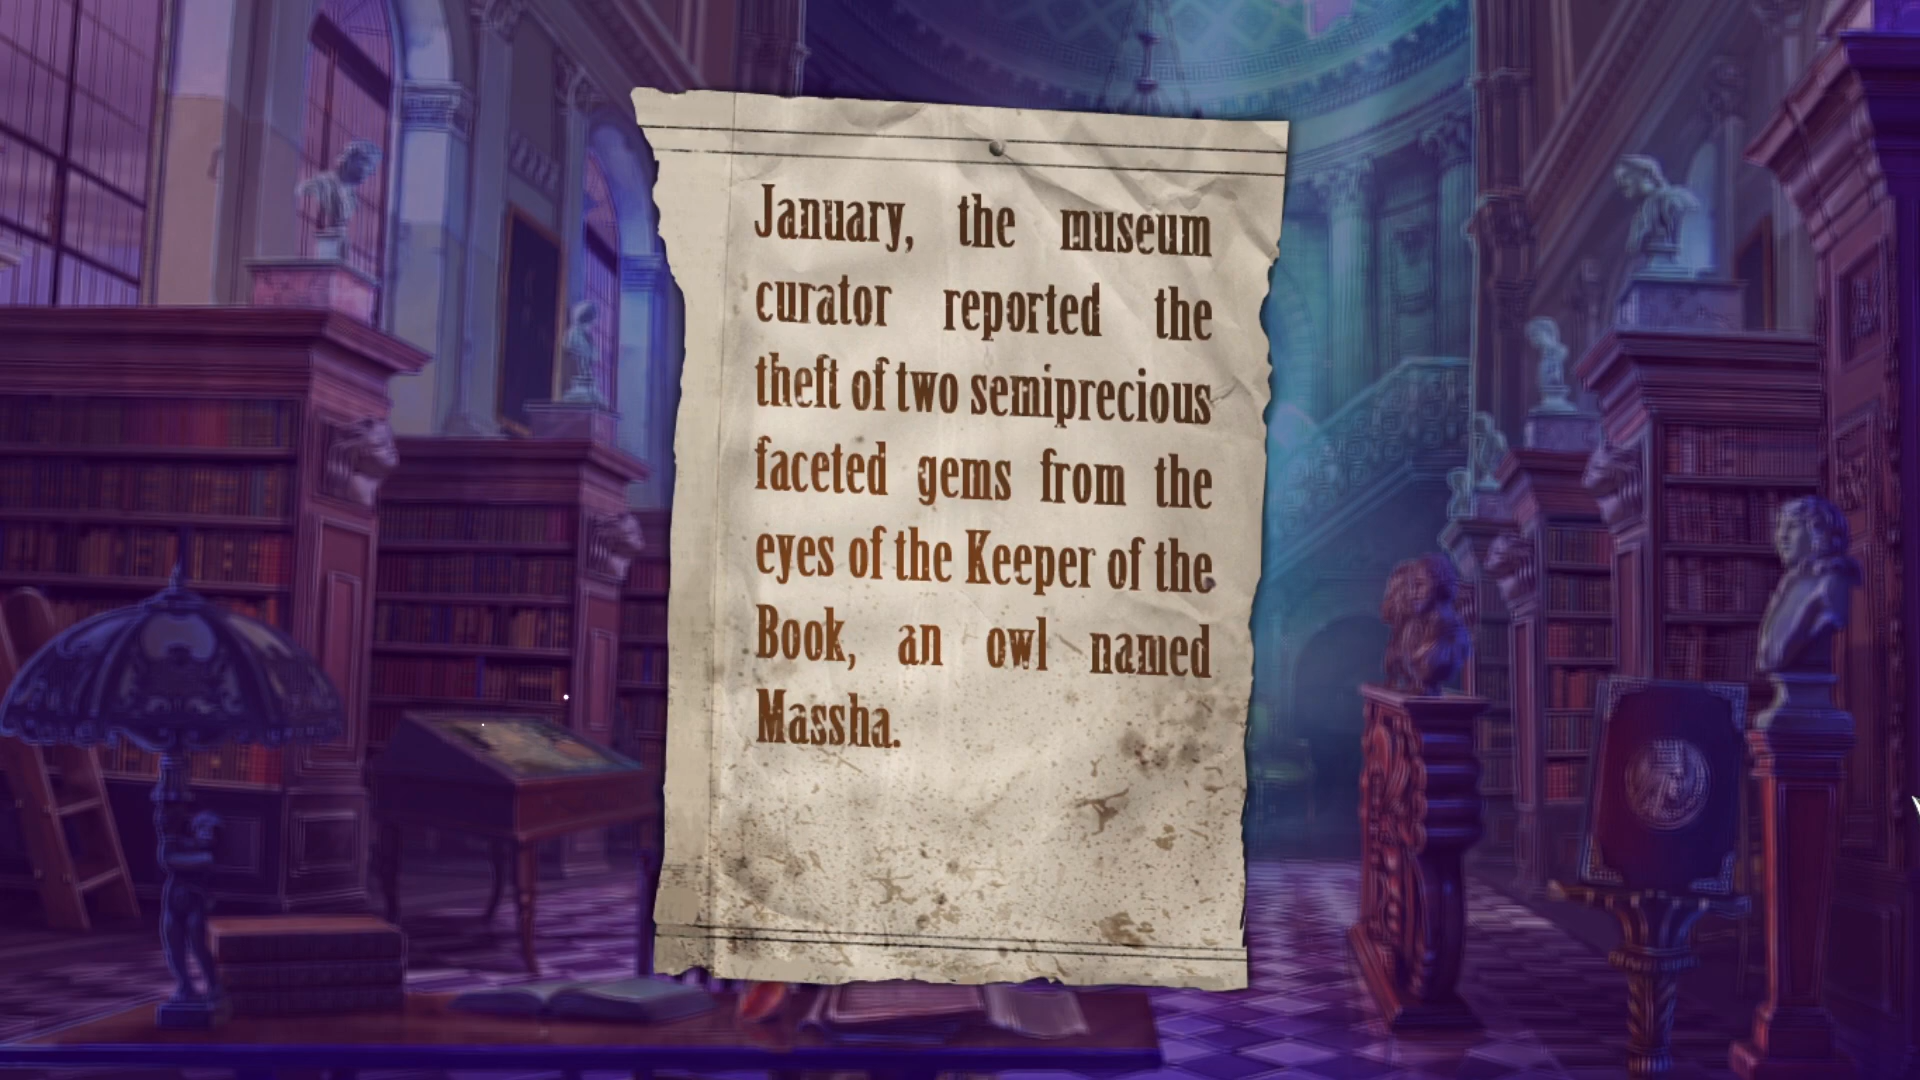 January, the museum
curator reported the
theft of two semiprecious
faceted gems from the
eyes of the Keeper of the
Book, an owl named
Massha.